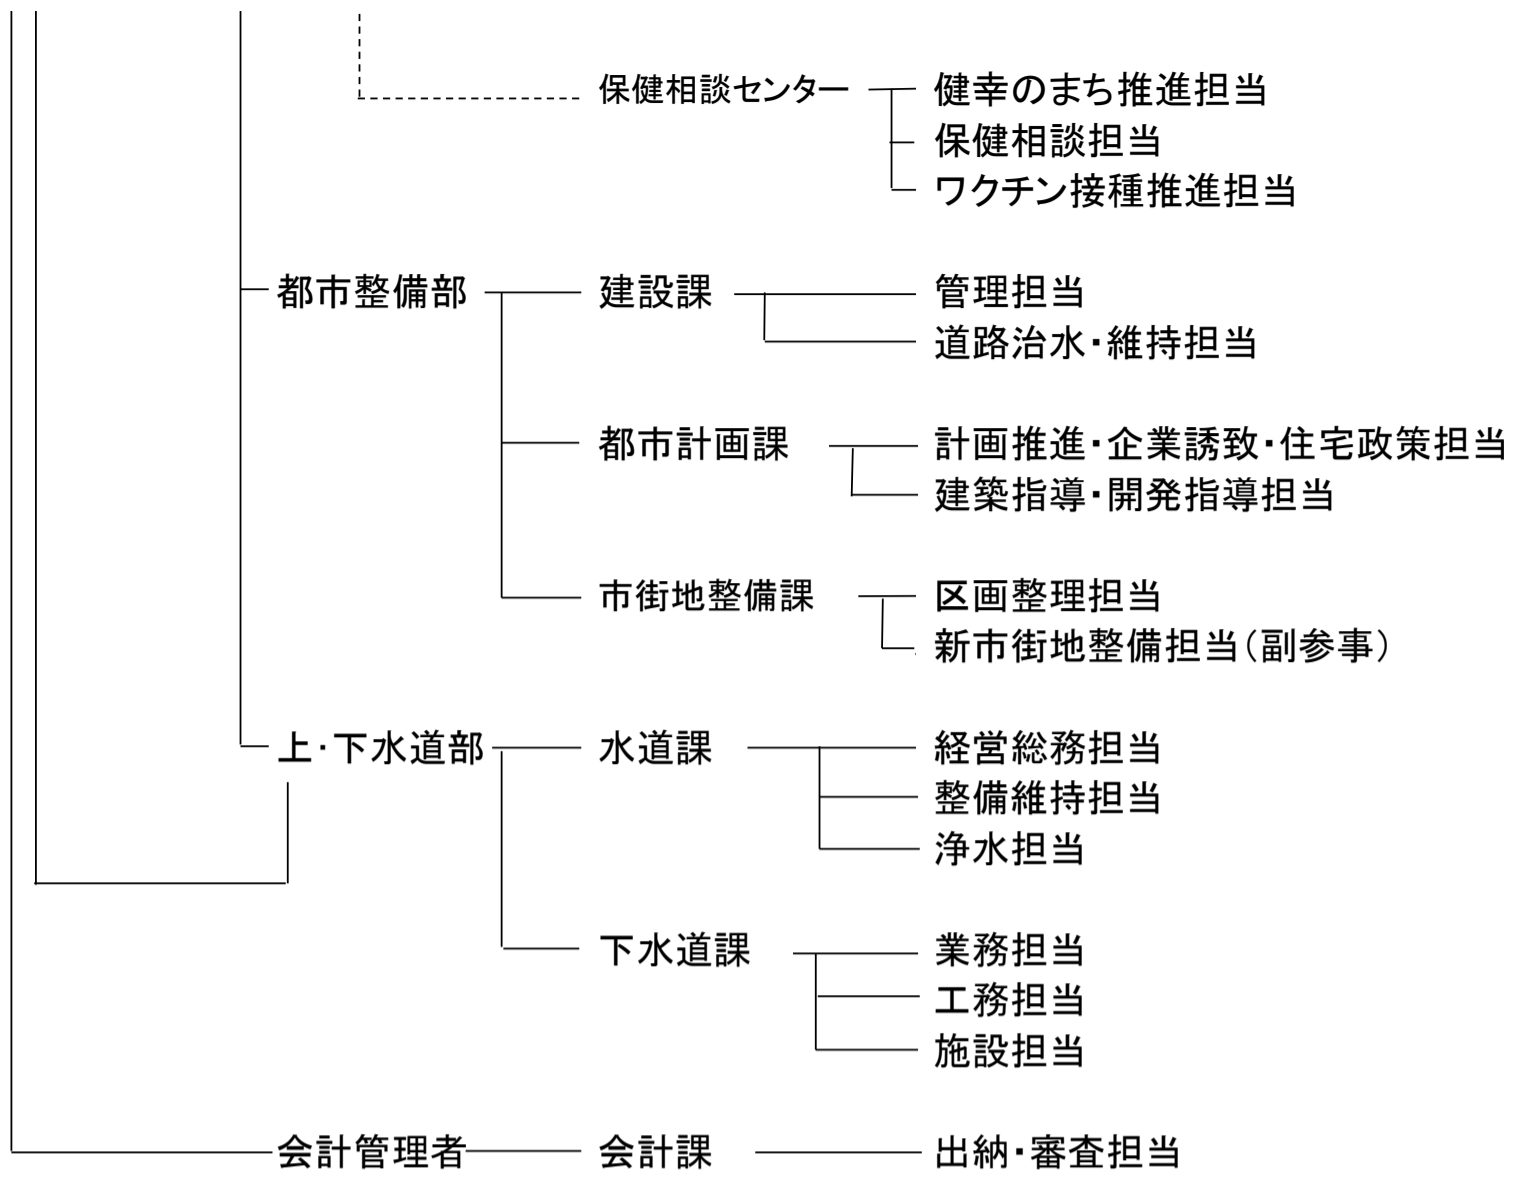 保健相談センター 健幸のまち推進担当
保健相談担当
ワクチン接種推進担当
都市整備部 建設課 管理担当
道路治水・維持担当
都市計画課 計画推進・企業誘致・住宅政策担当
建築指導・開発指導担当
市街地整備課 区画整理担当
新市街地整備担当(副参事)
上・下水道部 水道課 経営総務担当
整備維持担当
浄水担当
下水道課 業務担当
工務担当
施設担当
会計管理者 会計課 出納・審査担当